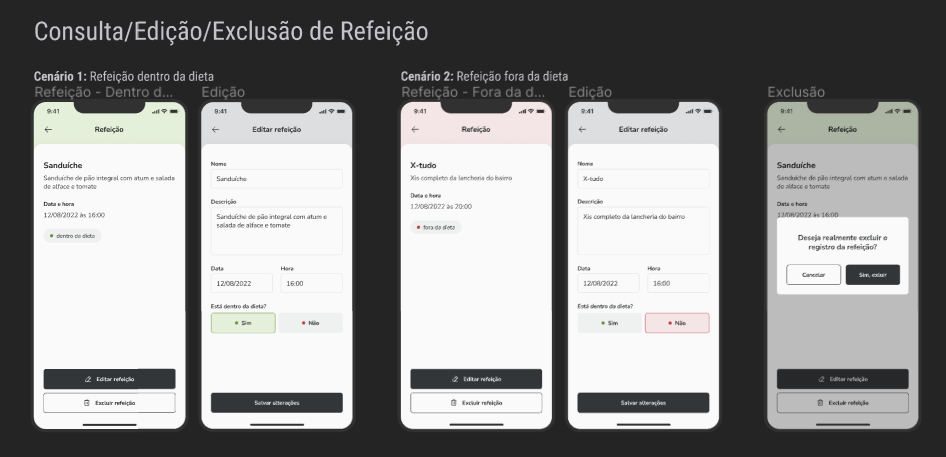 Consulta/Edição/Exclusão de Refeição
Cenário 1: Refeição dentro da dieta
Cenário 2: Refeição fora da dieta
Refeição - Dentro d...
9:41
Refeição
Sanduíche
Sanduíche de pão integral com atum e salada
de alface e tomate
Data e hora
12/08/2022 às 16:00
dentro da dieta
Editar refeição
Excluir refeição
Edição
9:41
Editar refeição
Nome
Sanduíche
Descrição
Sanduíche de pão integral com atum e
salada de alface e tomate
Data
Hora
12/08/2022
16:00
Está dentro da dieta?
Sim
Não
Salvar alterações
Refeição - Fora da d...
9:41
Refeição
X-tudo
Xis completo da lancheria do bairro
Data e hora
12/08/2022 às 20:00
fora da dieta
Editar refeição
Excluir refeição
Edição
9:41
Editar refeição
Nome
X-tudo
Descrição
Xis completo da lancheria do bairro
Data
Hora
12/08/2022
16:00
Está dentro da dieta?
Sim
Não
Salvar alterações
Exclusão
9:41
Refeição
Sanduíche
Sanduíche de pão integral com atum e salada
de alface e tomate
Data e hora
12/08/2022 às 16:00
Deseja realmente excluir o
registro da refeição?
Cancelar
Sim, exluir
Editar refeição
Excluir refeição